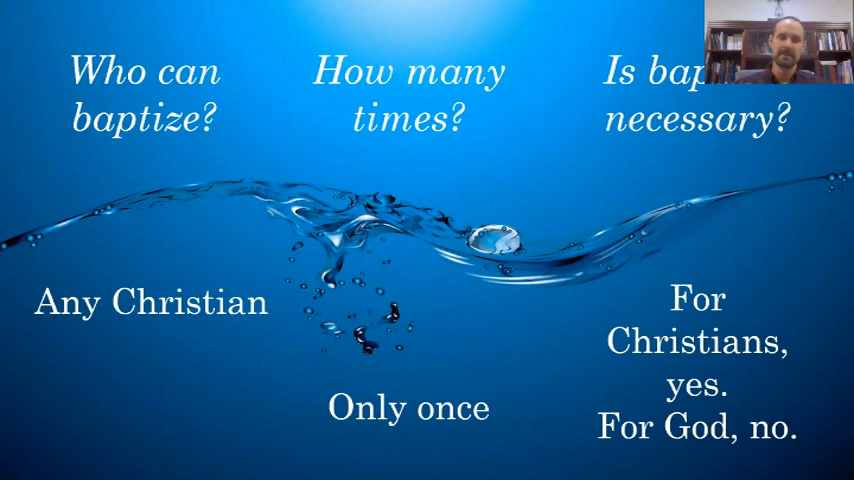 Who can
baptize?
How many
times?
Is
necessary?
Any Christian
Only once
For
Christians,
yes.
For God, no.